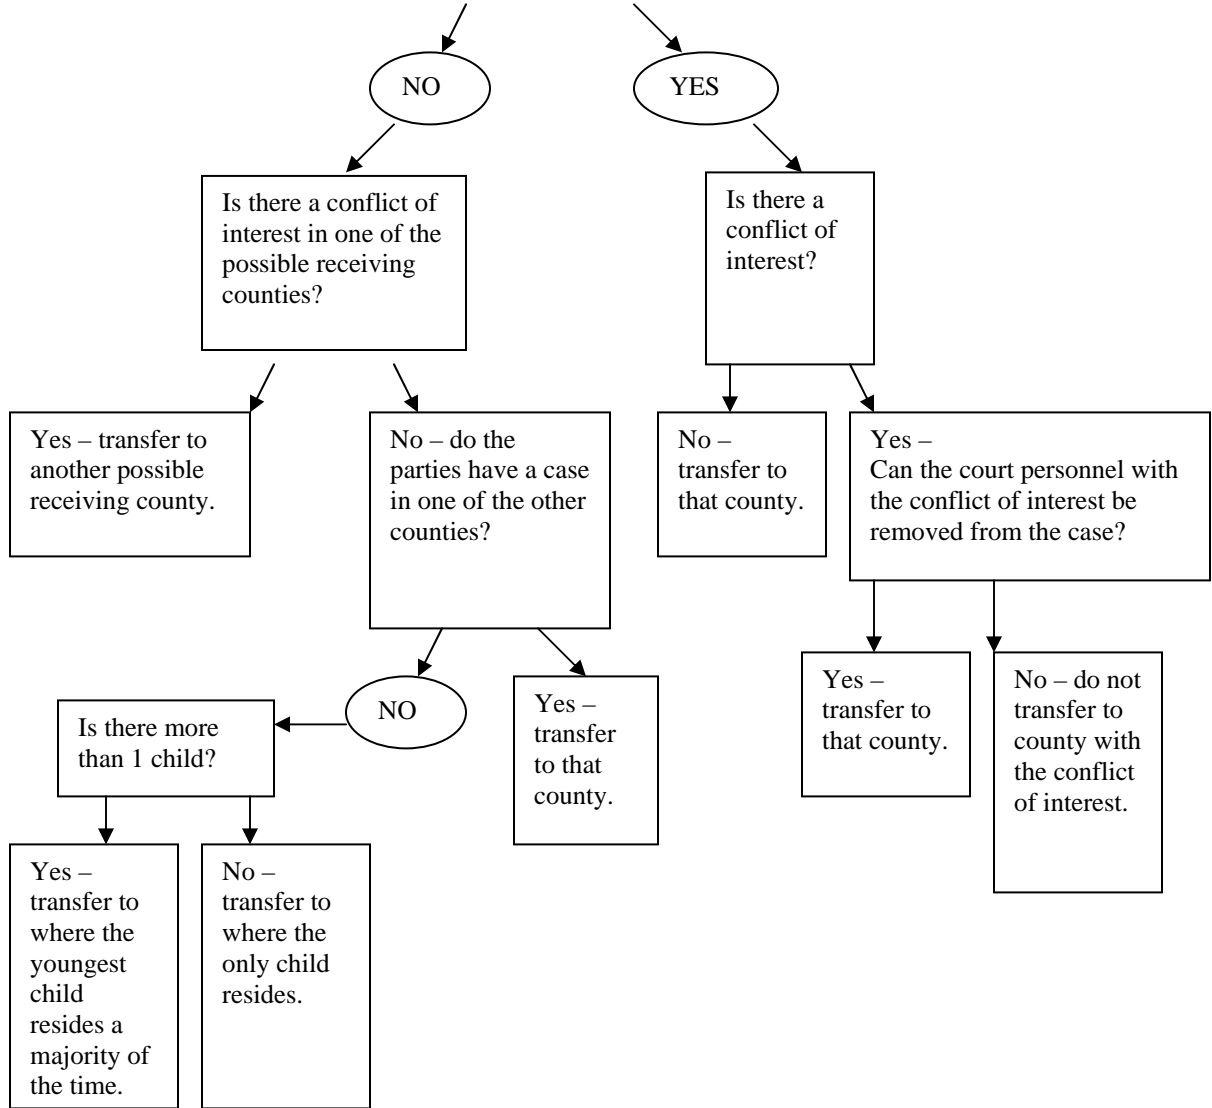 NO
YES
Is there a conflict of
interest in one of the
possible receiving
counties?
Is there a
conflict of
interest?
Yes – transfer to
another possible
receiving county.
No – do the
parties have a case
in one of the other
counties?
No –
transfer to
that county.
Yes –
Can the court personnel with
the conflict of interest be
removed from the case?
NO
Is there more
than 1 child?
Yes –
transfer
to that
county.
Yes –
transfer to
that county.
No – do not
transfer to
county with
the conflict
of interest.
Yes –
transfer to
where the
youngest
child
resides a
majority of
the time.
No –
transfer to
where the
only child
resides.